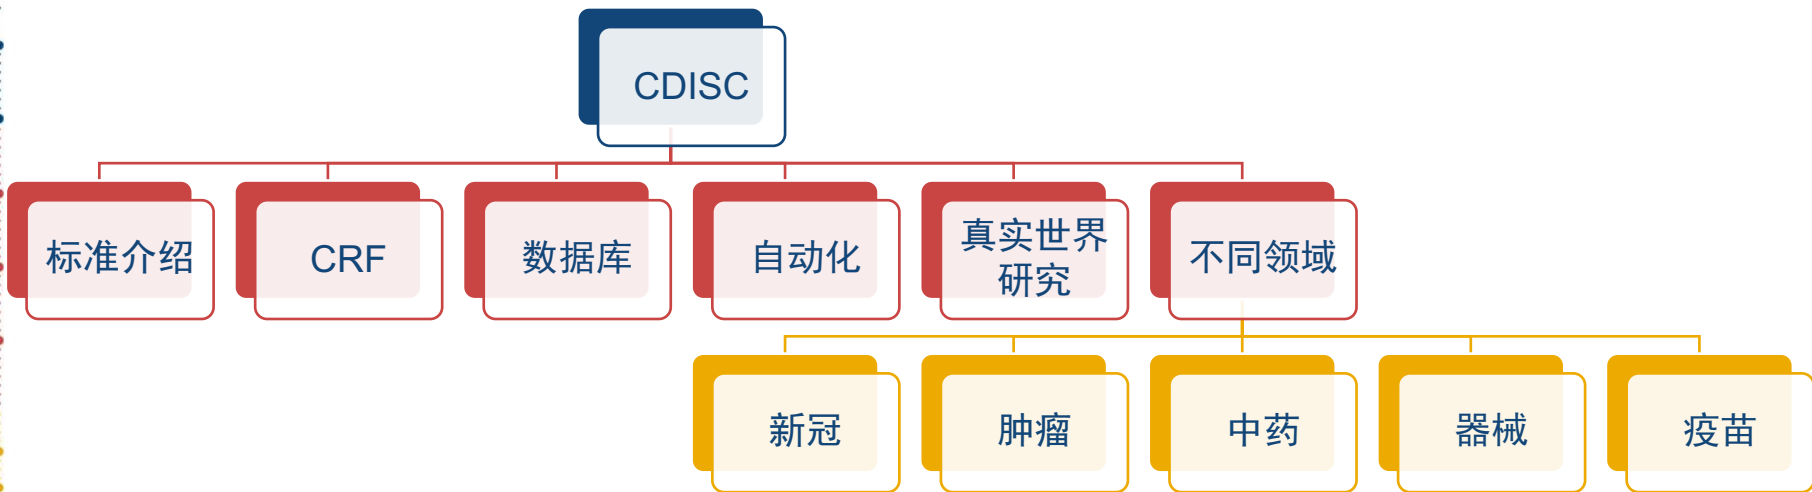 CDISC
标准介绍
CRF
数据库
自动化
真实世界
研究
不同领域
新冠
肿瘤
中药
器械
疫苗